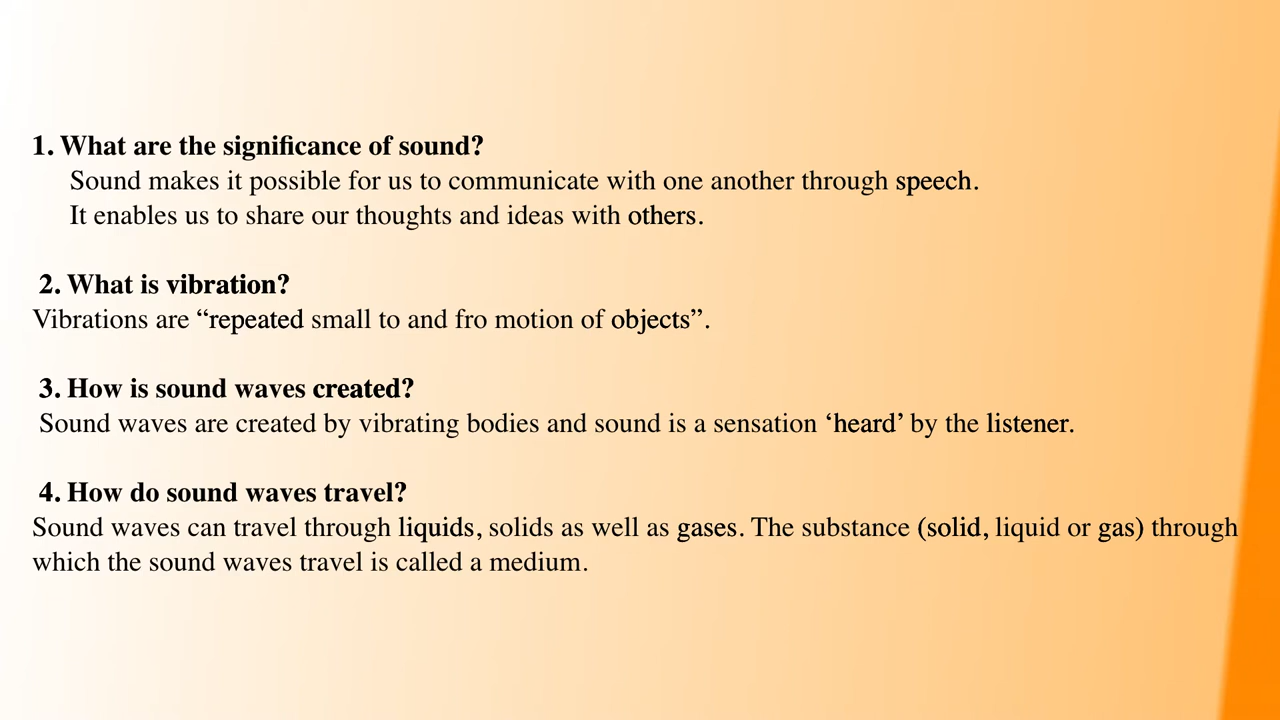 1. What are the significance of sound?
Sound makes it possible for us to communicate with one another through speech.
It enables us to share our thoughts and ideas with others.
2. What is vibration?
Vibrations are “repeated small to and fro motion of objects”.
3. How is sound waves created?
Sound waves are created by vibrating bodies and sound is a sensation ‘heard’ by the listener.
4. How do sound waves travel?
Sound waves can travel through liquids, solids as well as gases. The substance (solid, liquid or gas) through
which the sound waves travel is called a medium.